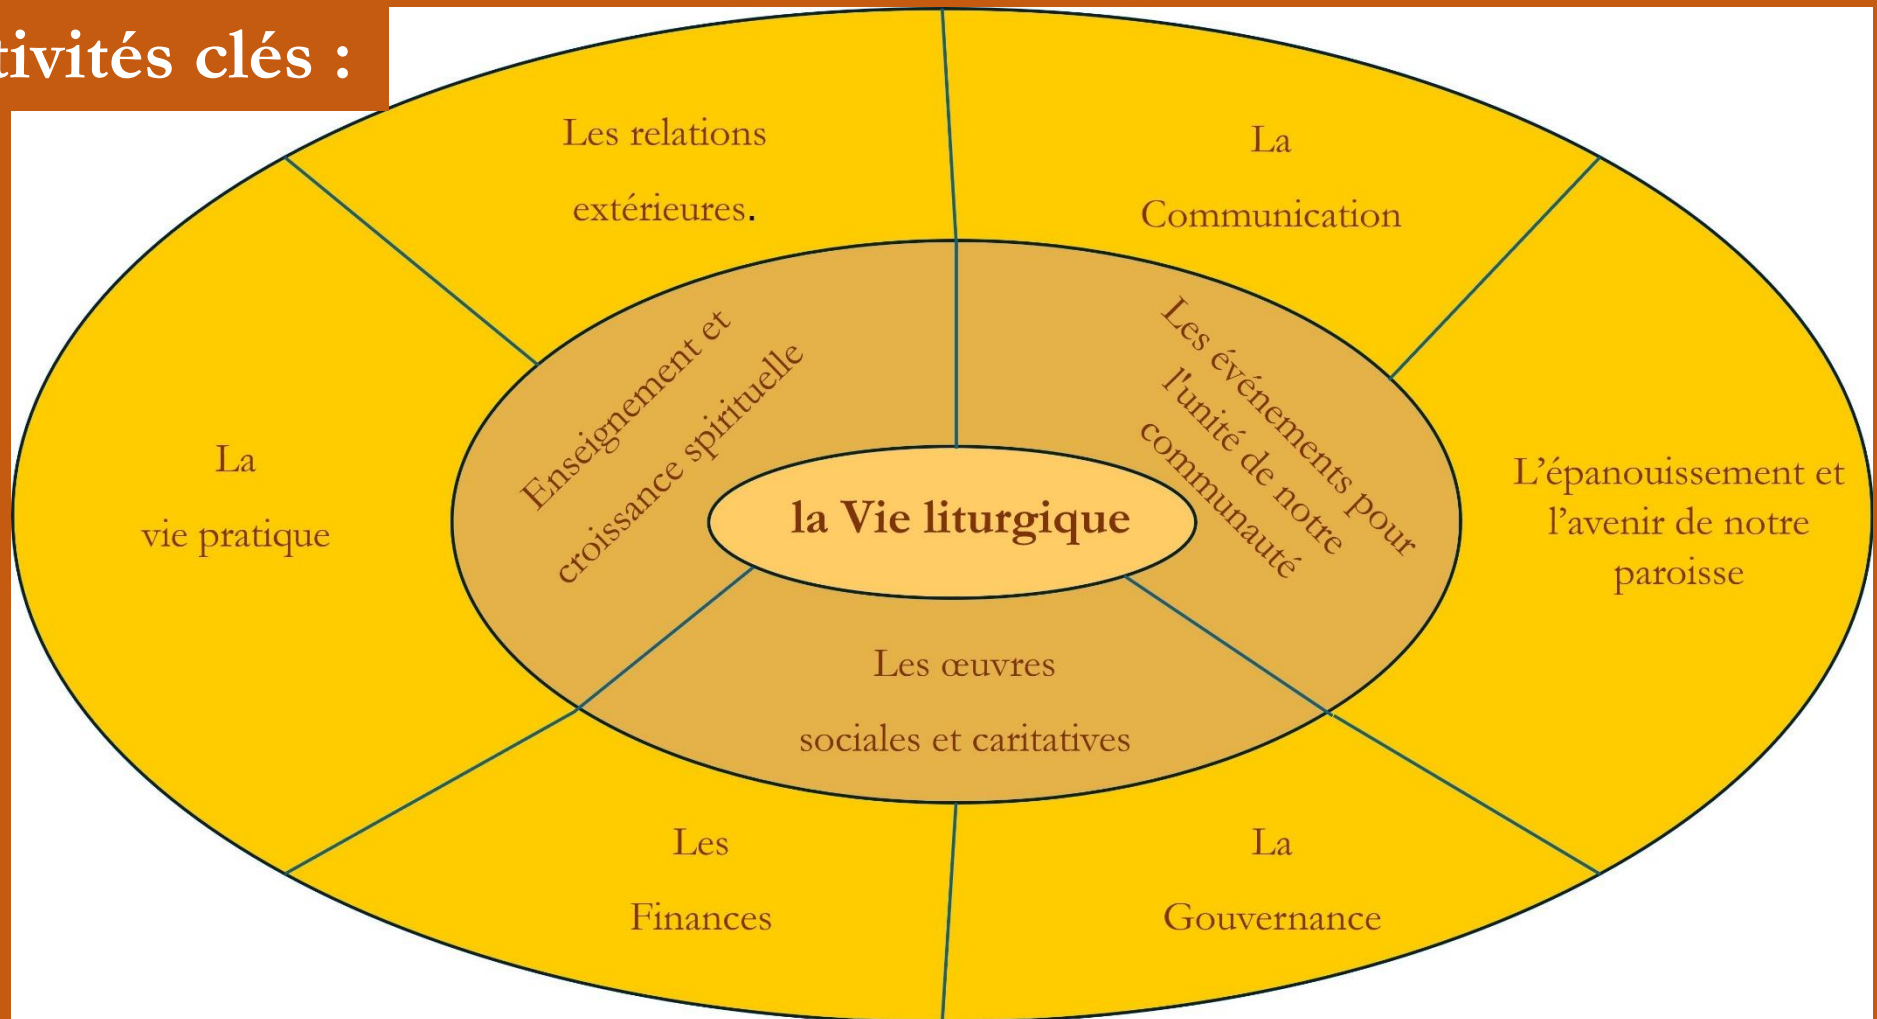 tivités clés :
Les relations
extérieures.
La
Communication
Enseignement et
croissance spirituelle
Les événements pour
l'unité de notre
communauté
La
vie pratique
la Vie liturgique
L’épanouissement et
l’avenir de notre
paroisse
Les œuvres
sociales et caritatives
Les
Finances
La
Gouvernance